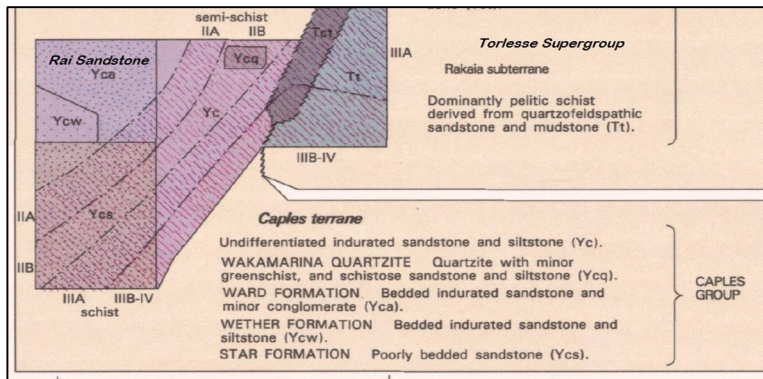 semi-schist
IIA IIB
Rai Sandstone
Yca
Ycq
Tct
IIIA
Tt
Ycw
Yc
IIIB-IV
IIA
Ycs
IIB
IIIA IIIB-IV
schist
Torlesse Supergroup
Rakaia subterrane
Dominantly pelitic schist
derived from quartzofeldspathic
sandstone and mudstone (Tt).
Caples terrane
Undifferentiated indurated sandstone and siltstone (Yc).
WAKAMARINA QUARTZITE Quartzite with minor
greenschist, and schistose sandstone and siltstone (Ycq).
WARD FORMATION Bedded indurated sandstone and
minor conglomerate (Yca).
WETHER FORMATION Bedded indurated sandstone and
siltstone (Ycw).
STAR FORMATION Poorly bedded sandstone (Ycs).
CAPLES
GROUP